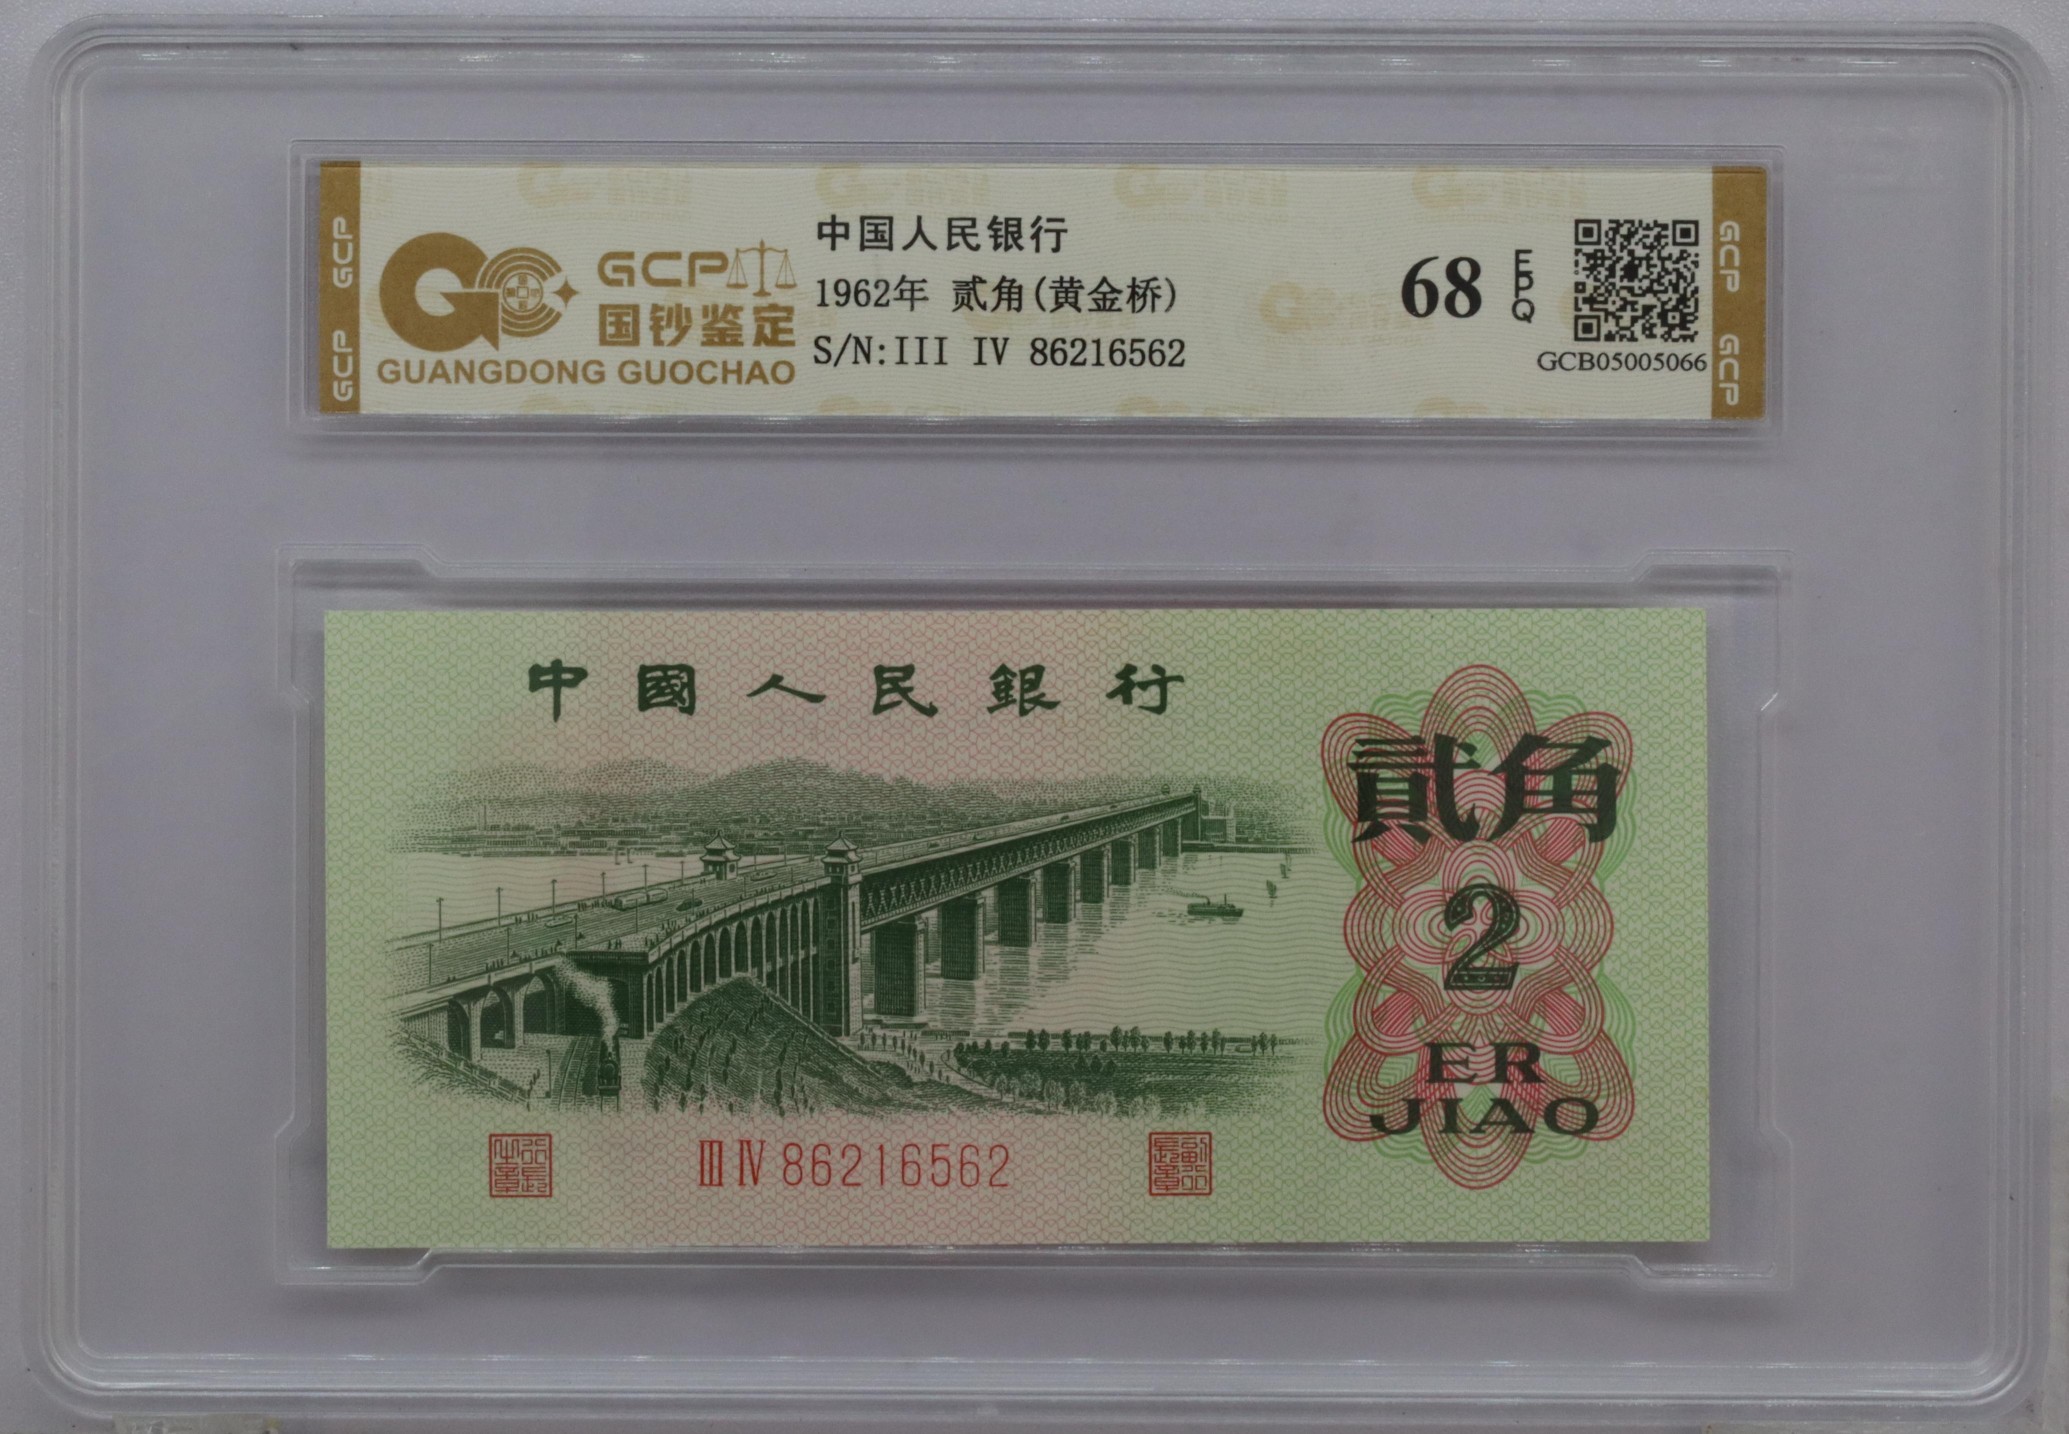 GCP
GCP
GCP
国钞鉴定
GUANGDONG GUOCHAO
中国人民银行
1962年 贰角(黄金桥)
S/N:III IV 86216562
68
EPQ
GCB05005066
GCP
GCP
中國人民銀行
貳角
2
ER
JIAO
III IV 86216562